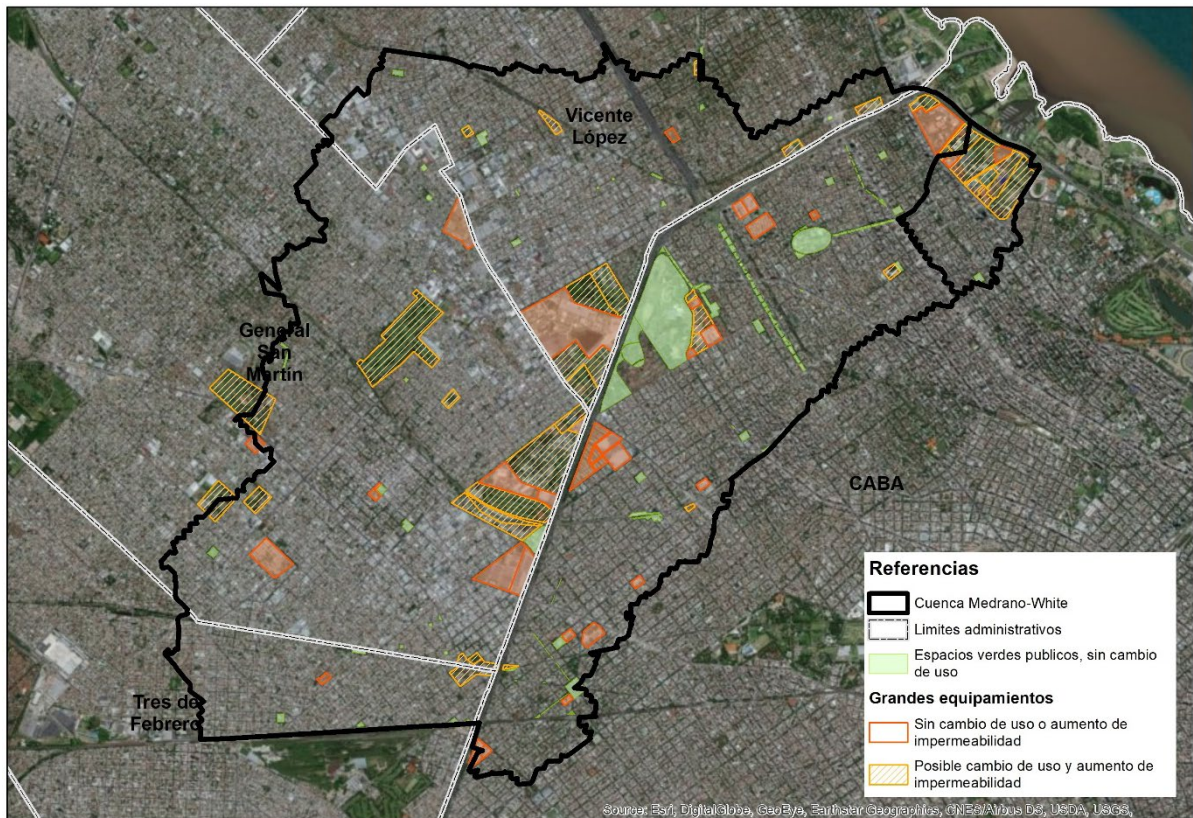 Vicente
López
General
San
Martín
CABA
Tres de
Febrero
Referencias
Cuenca Medrano-White
Limites administrativos
Espacios verdes publicos, sin cambio
de uso
Grandes equipamientos
Sin cambio de uso o aumento de
impermeabilidad
Posible cambio de uso y aumento de
impermeabilidad
Source: Esri, DigitalGlobe, GeoEye, Earthstar Geographics, CNES/Airbus DS, USDA, USGS,